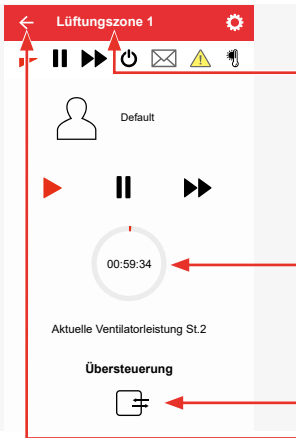 Lüftungszone 1
Default
00:59:34
Aktuelle Ventilatorleistung St.2
Übersteuerung